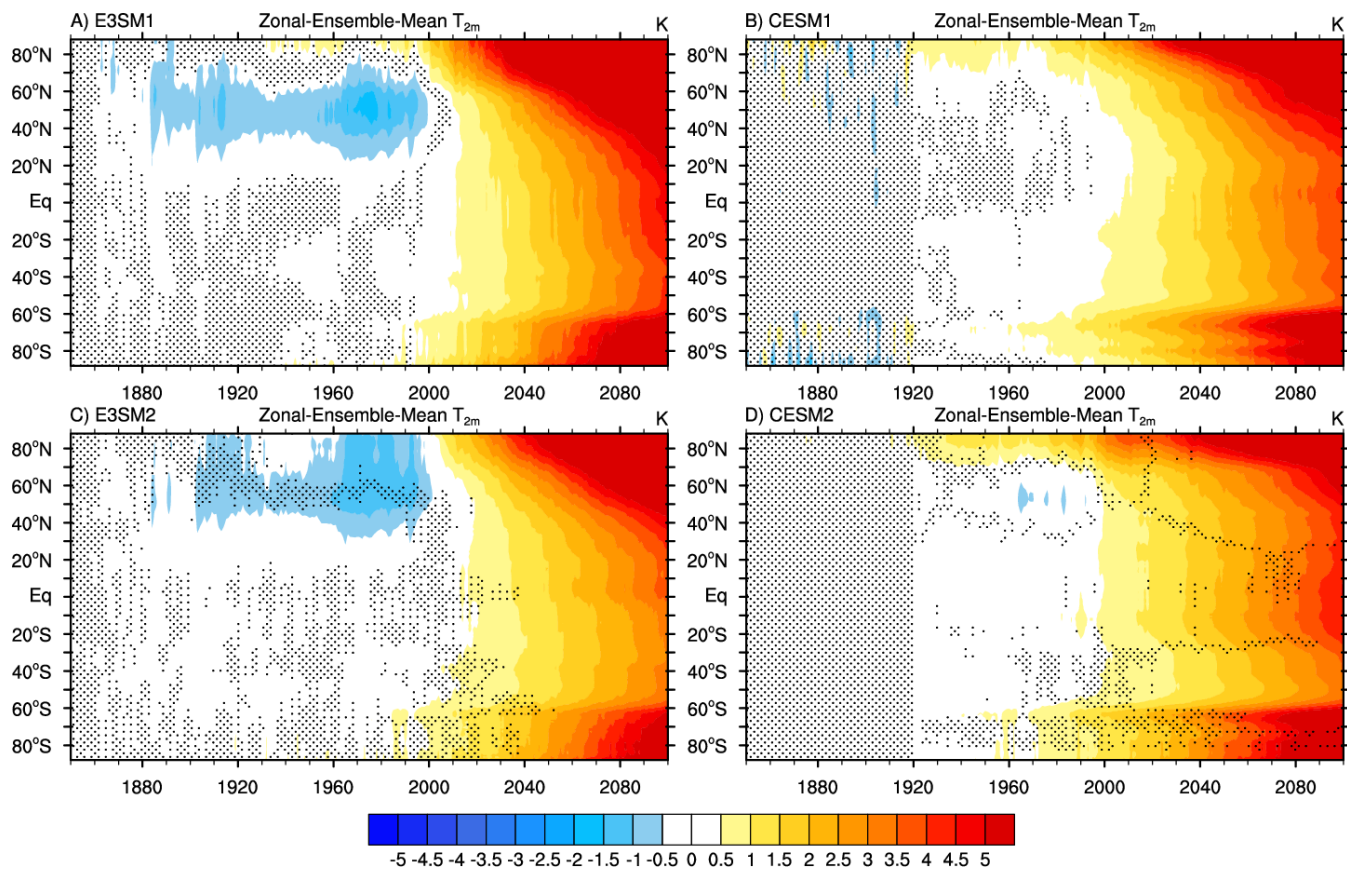 A) E3SM1 Zonal-Ensemble-Mean T2m K
B) CESM1 Zonal-Ensemble-Mean T2m K
80°N 80°N
60°N 60°N
40°N 40°N
20°N 20°N
Eq Eq
20°S 20°S
40°S 40°S
60°S 60°S
80°S 80°S
1880 1920 1960 2000 2040 2080 1880 1920 1960 2000 2040 2080
C) E3SM2 Zonal-Ensemble-Mean T2m K
D) CESM2 Zonal-Ensemble-Mean T2m K
80°N 80°N
60°N 60°N
40°N 40°N
20°N 20°N
Eq Eq
20°S 20°S
40°S 40°S
60°S 60°S
80°S 80°S
1880 1920 1960 2000 2040 2080 1880 1920 1960 2000 2040 2080
-5 -4.5 -4 -3.5 -3 -2.5 -2 -1.5 -1 -0.5 0 0.5 1 1.5 2 2.5 3 3.5 4 4.5 5